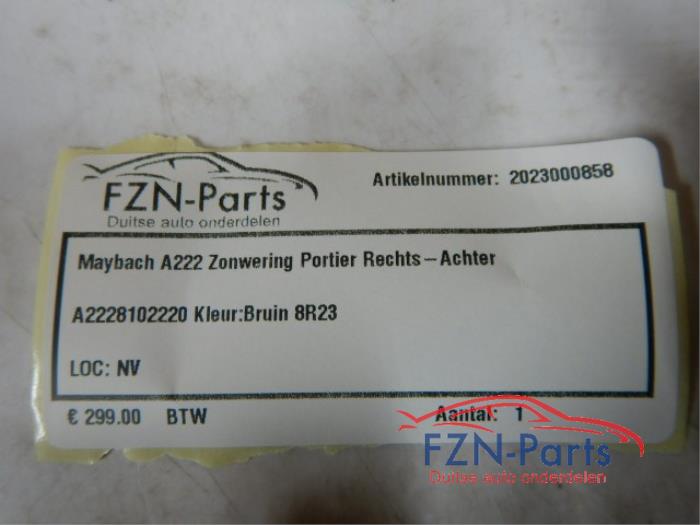 FZN-Parts
Duitse auto onderdelen
Artikelnummer: 2023000858
Maybach A222 Zonwering Portier Rechts-Achter
A2228102220 Kleur:Bruin 8R23
LOC: NV
€ 299.00 BTW
Aantal: 1
FZN-Parts
Duitse auto onderdelen